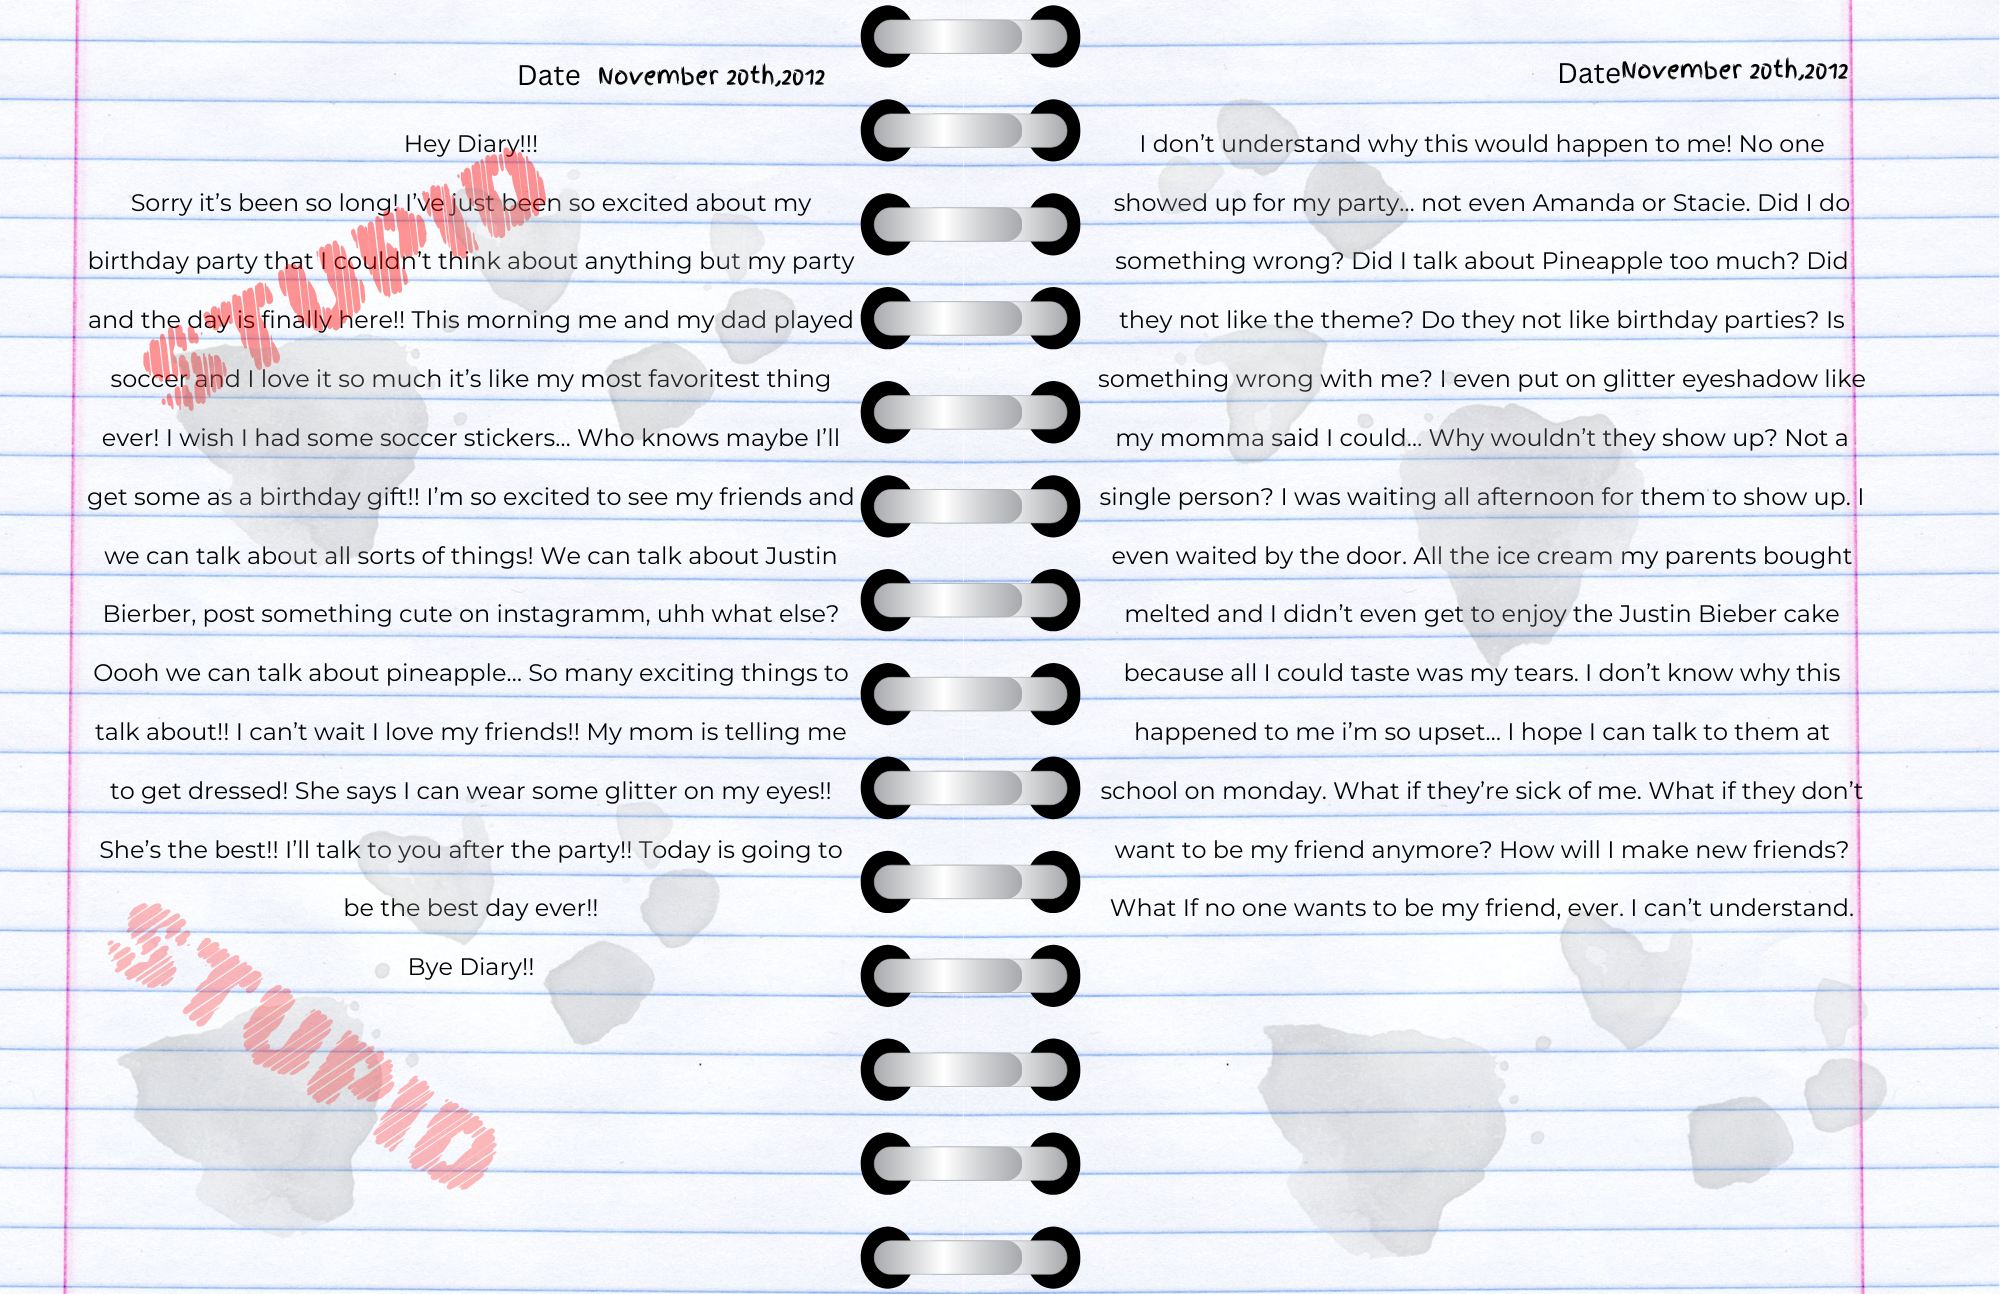 Date November 20th,2012
Hey Diary!!!
Sorry it's been so long! I've just been so excited about my
birthday party that I couldn't think about anything but my party
and the day is finally here!! This morning me and my dad played
soccer and I love it so much it's like my most favoritest thing
ever! I wish I had some soccer stickers... Who knows maybe I'll
get some as a birthday gift!! I'm so excited to see my friends and
we can talk about all sorts of things! We can talk about Justin
Bierber, post something cute on instagramm, uhh what else?
Oooh we can talk about pineapple... So many exciting things to
talk about!! I can't wait I love my friends!! My mom is telling me
to get dressed! She says I can wear some glitter on my eyes!!
She's the best!! I'll talk to you after the party!! Today is going to
be the best day ever!!
Bye Diary!!
STUPID
STUPID
Date November 20th,2012
I don't understand why this would happen to me! No one
showed up for my party... not even Amanda or Stacie. Did I do
something wrong? Did I talk about Pineapple too much? Did
they not like the theme? Do they not like birthday parties? Is
something wrong with me? I even put on glitter eyeshadow like
my momma said I could... Why wouldn't they show up? Not a
single person? I was waiting all afternoon for them to show up. I
even waited by the door. All the ice cream my parents bought
melted and I didn't even get to enjoy the Justin Bieber cake
because all I could taste was my tears. I don't know why this
happened to me i'm so upset... I hope I can talk to them at
school on monday. What if they're sick of me. What if they don't
want to be my friend anymore? How will I make new friends?
What If no one wants to be my friend, ever. I can't understand.